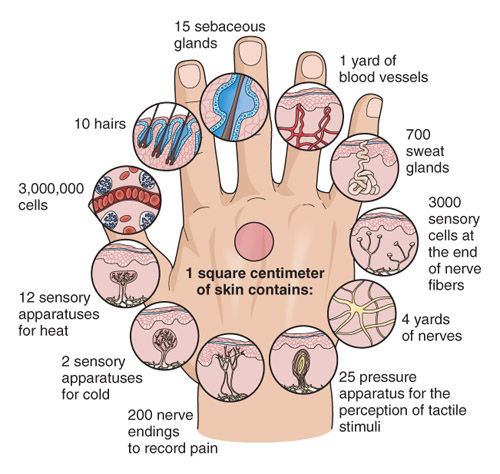 15 sebaceous
glands
1 yard of
blood vessels
10 hairs
700
sweat
glands
3,000,000
cells
3000
sensory
cells at
the end
of nerve
fibers
1 square centimeter
of skin contains:
12 sensory
apparatuses
for heat
4 yards
of nerves
2 sensory
apparatuses
for cold
25 pressure
apparatus for the
perception of tactile
stimuli
200 nerve
endings
to record pain